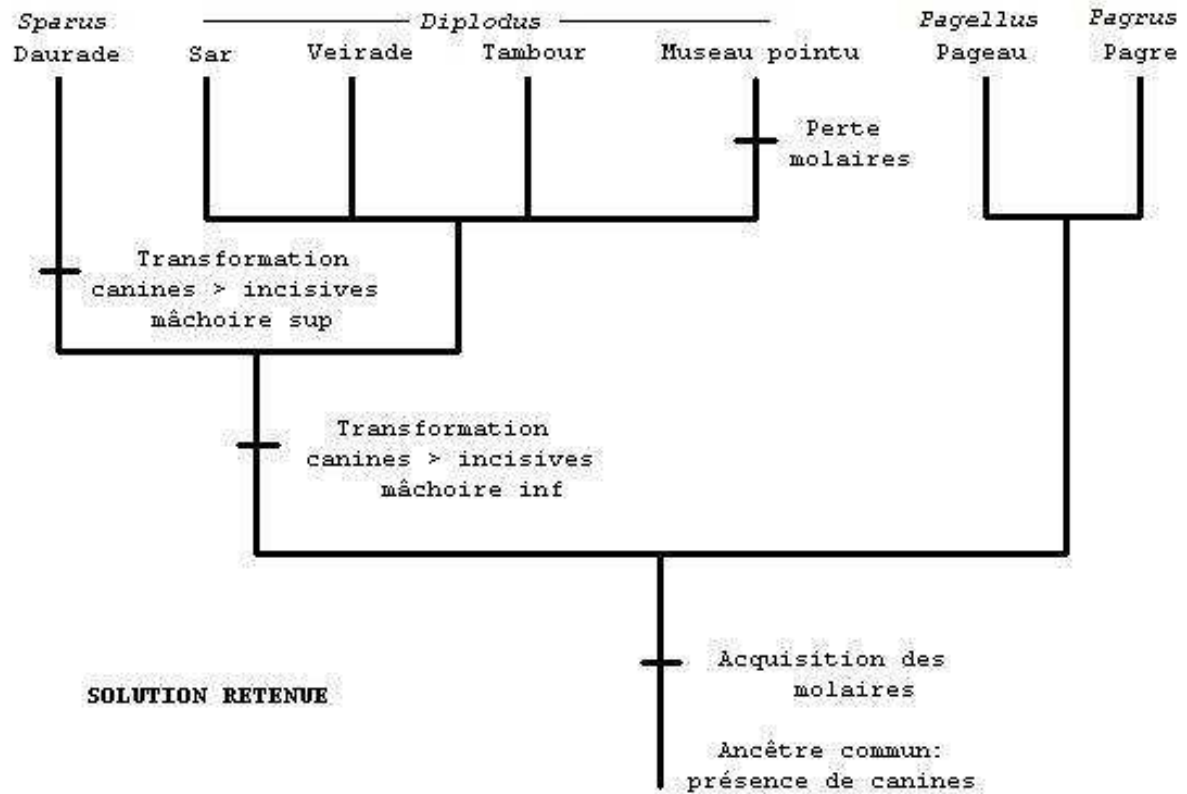 Sparus Diplodus Pagellus Pagrus
Daurade Sar Veirade Tambour Museau pointu Pageau Pagre
Perte
molaires
Transformation
canines > incisives
mâchoire sup
Transformation
canines > incisives
mâchoire inf
Acquisition des
molaires
SOLUTION RETENUE
Ancêtre commun:
présence de canines